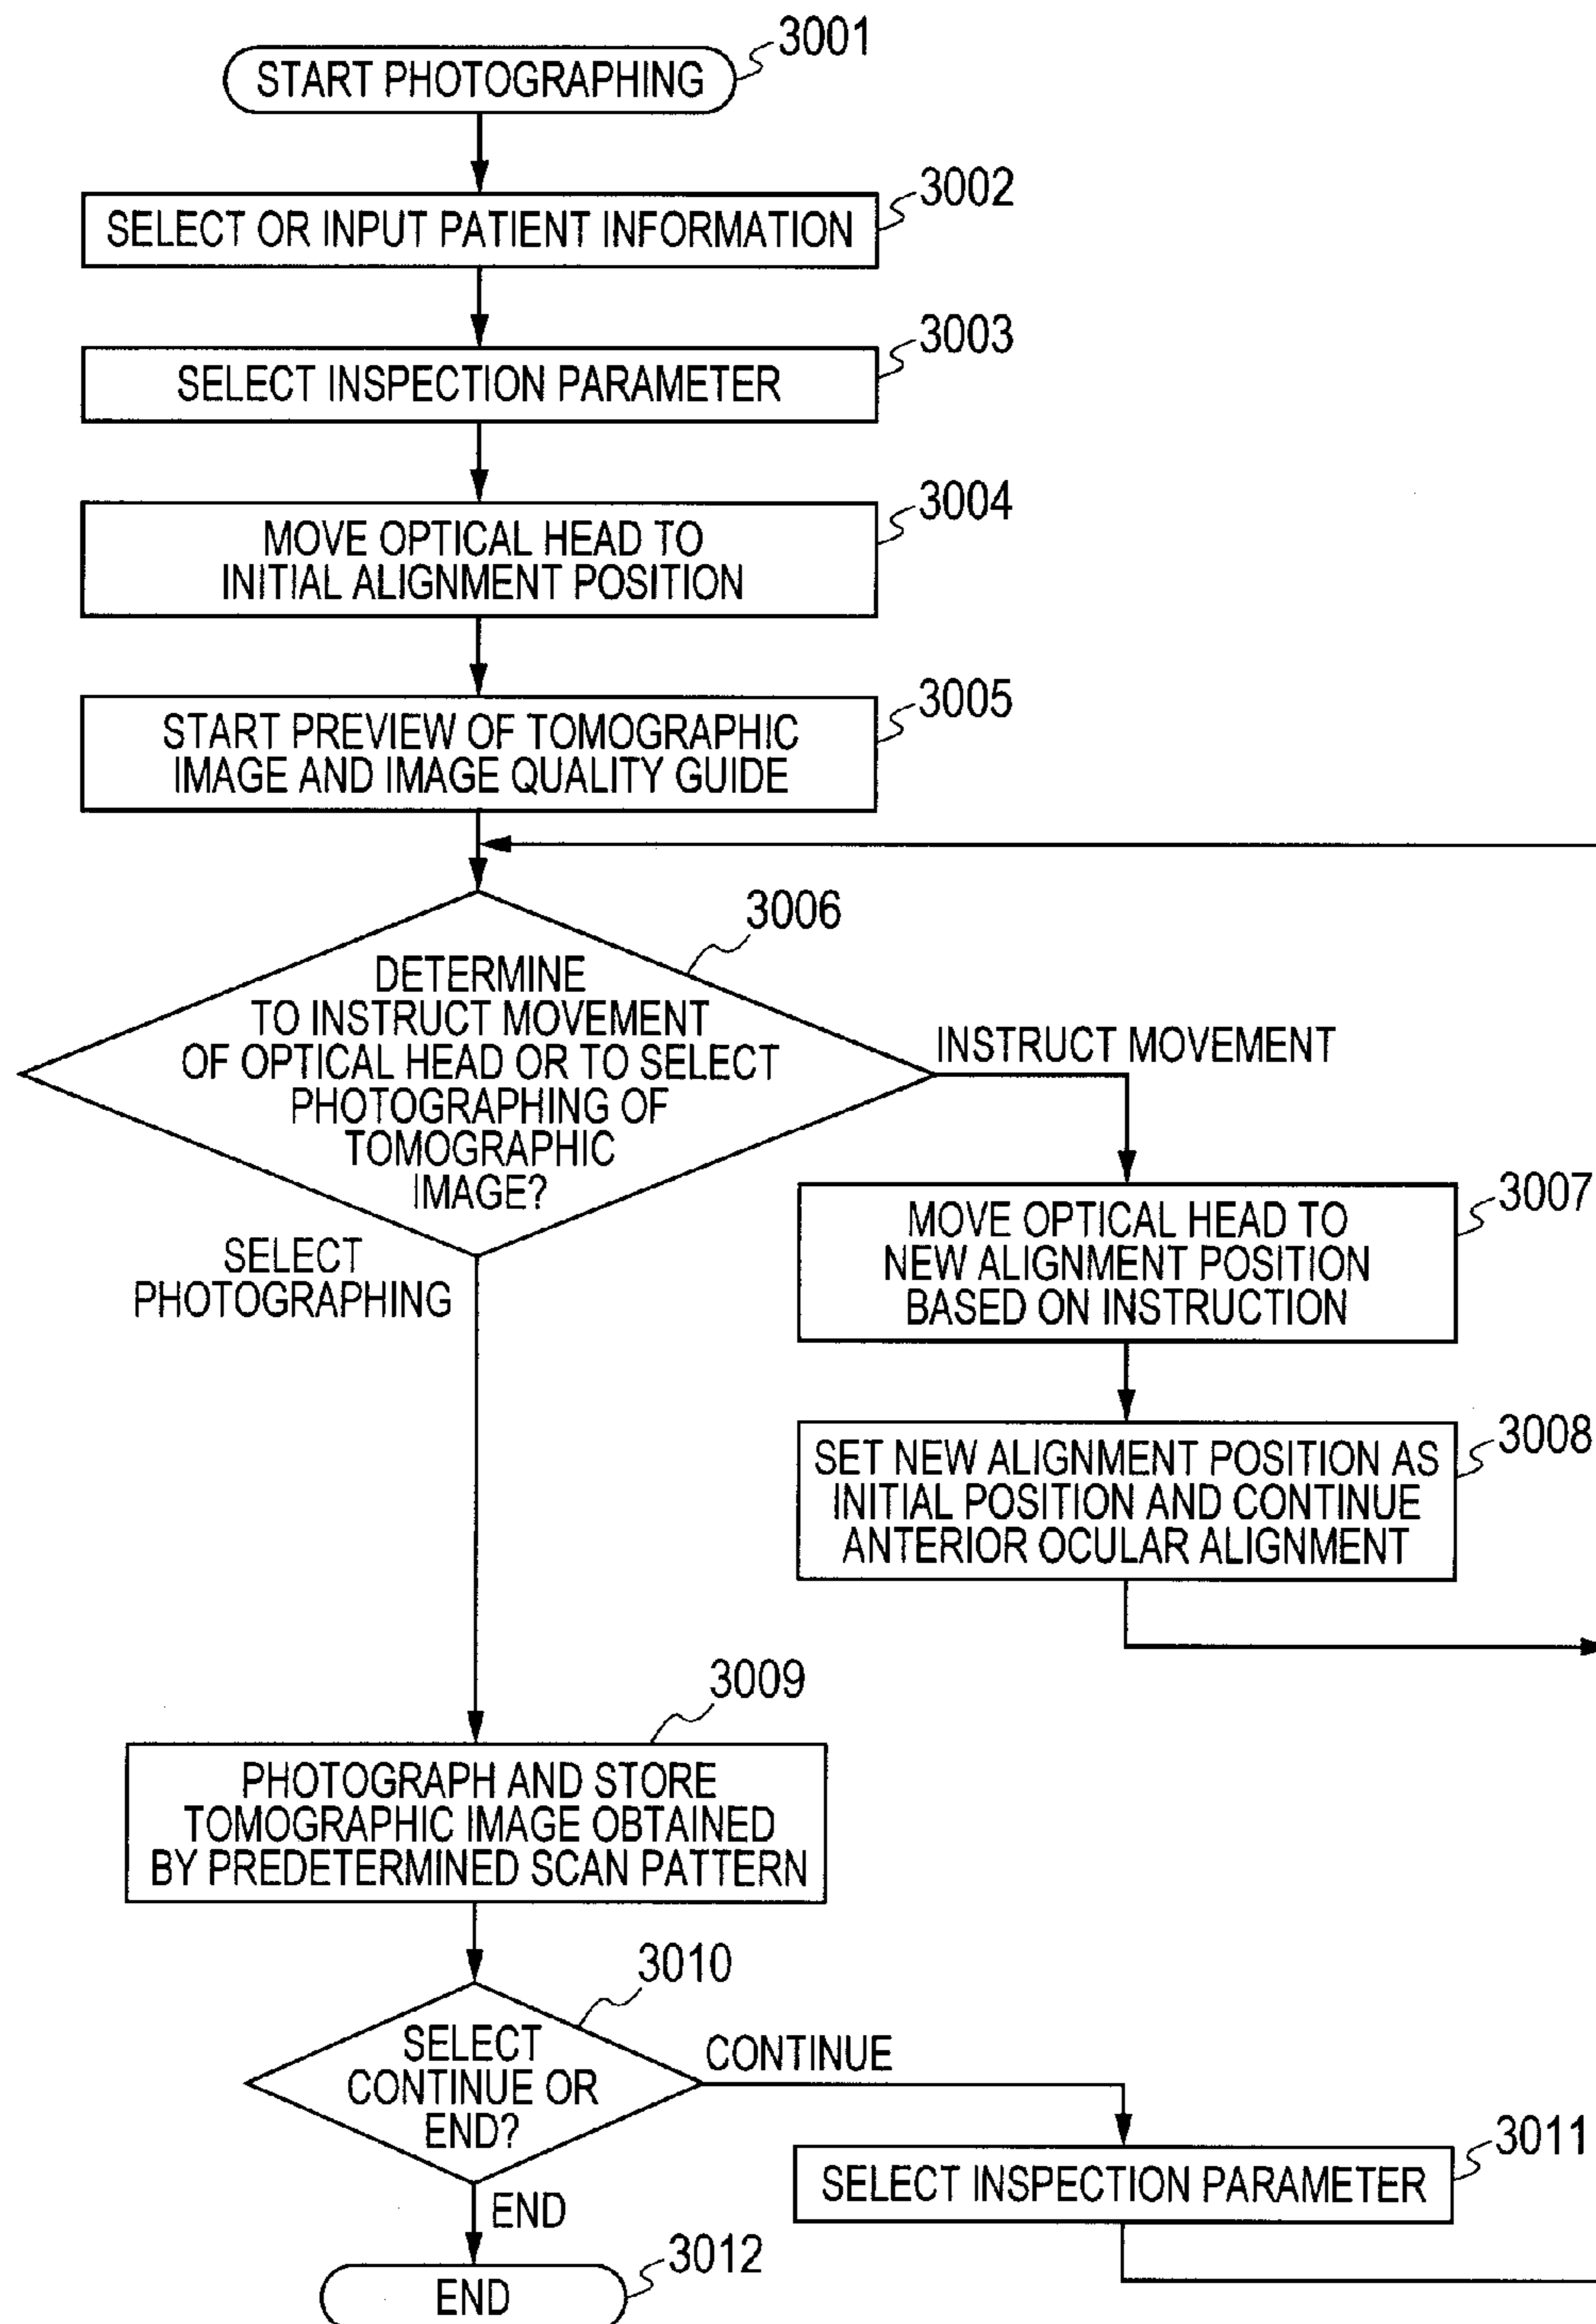 START PHOTOGRAPHING
3001
SELECT OR INPUT PATIENT INFORMATION
3002
SELECT INSPECTION PARAMETER
3003
MOVE OPTICAL HEAD TO
INITIAL ALIGNMENT POSITION
3004
START PREVIEW OF TOMOGRAPHIC
IMAGE AND IMAGE QUALITY GUIDE
3005
3006
DETERMINE
TO INSTRUCT MOVEMENT
OF OPTICAL HEAD OR TO SELECT
PHOTOGRAPHING OF
TOMOGRAPHIC
IMAGE?
INSTRUCT MOVEMENT
SELECT
PHOTOGRAPHING
MOVE OPTICAL HEAD TO
NEW ALIGNMENT POSITION
BASED ON INSTRUCTION
3007
SET NEW ALIGNMENT POSITION AS
INITIAL POSITION AND CONTINUE
ANTERIOR OCULAR ALIGNMENT
3008
3009
PHOTOGRAPH AND STORE
TOMOGRAPHIC IMAGE OBTAINED
BY PREDETERMINED SCAN PATTERN
3010
SELECT
CONTINUE OR
END?
CONTINUE
SELECT INSPECTION PARAMETER
3011
END
END
3012